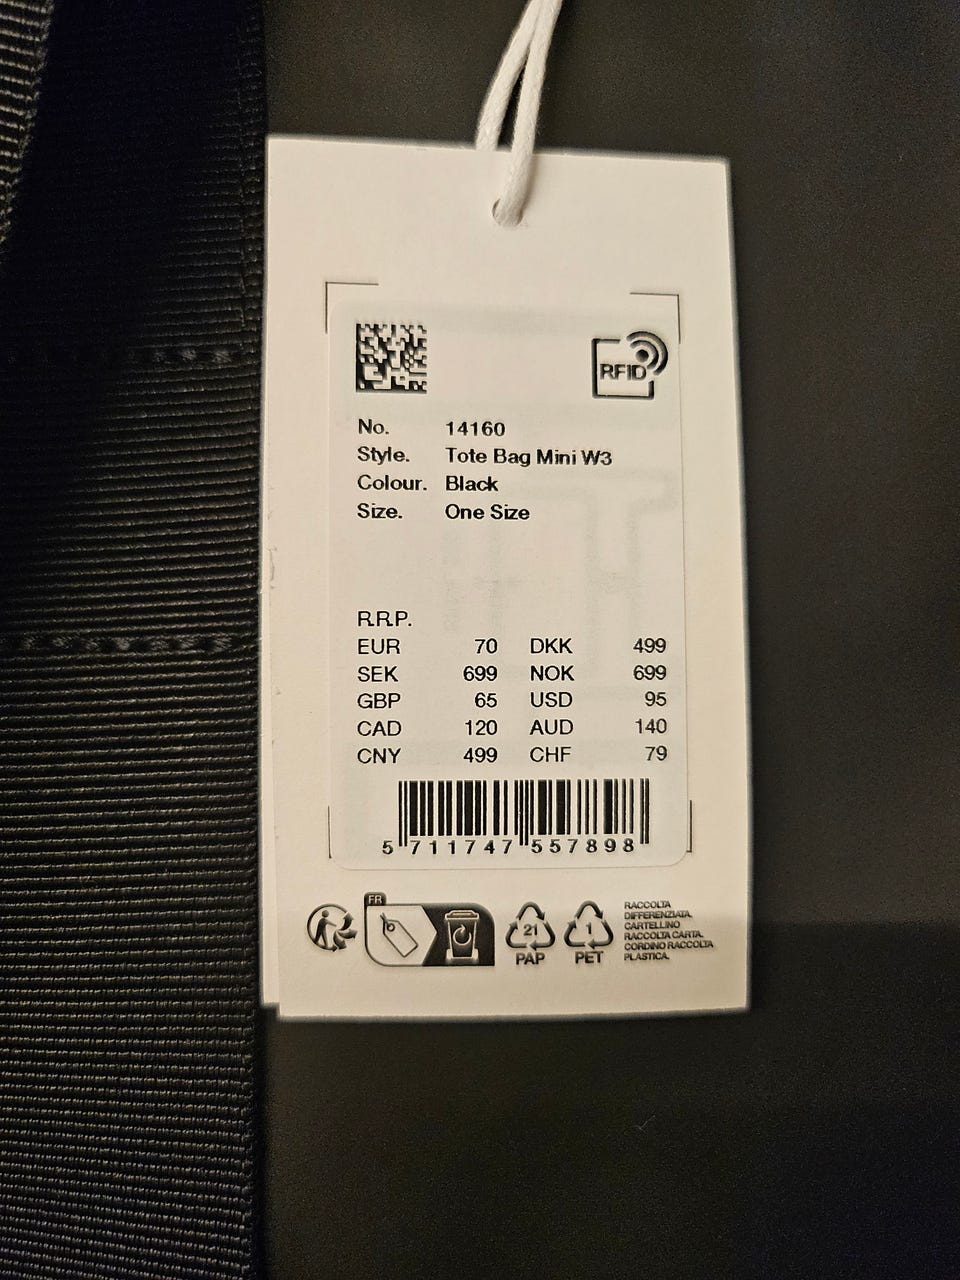 RFID
No. 14160
Style. Tote Bag Mini W3
Colour. Black
Size. One Size
R.R.P.
EUR 70 DKK 499
SEK 699 NOK 699
GBP 65 USD 95
CAD 120 AUD 140
CNY 499 CHF 79
5 711747 557898
FR
21
PAP
1
PET
RACCOLTA
DIFFERENZIATA.
CARTELLINO
RACCOLTA CARTA.
CORDINO RACCOLTA
PLASTICA.